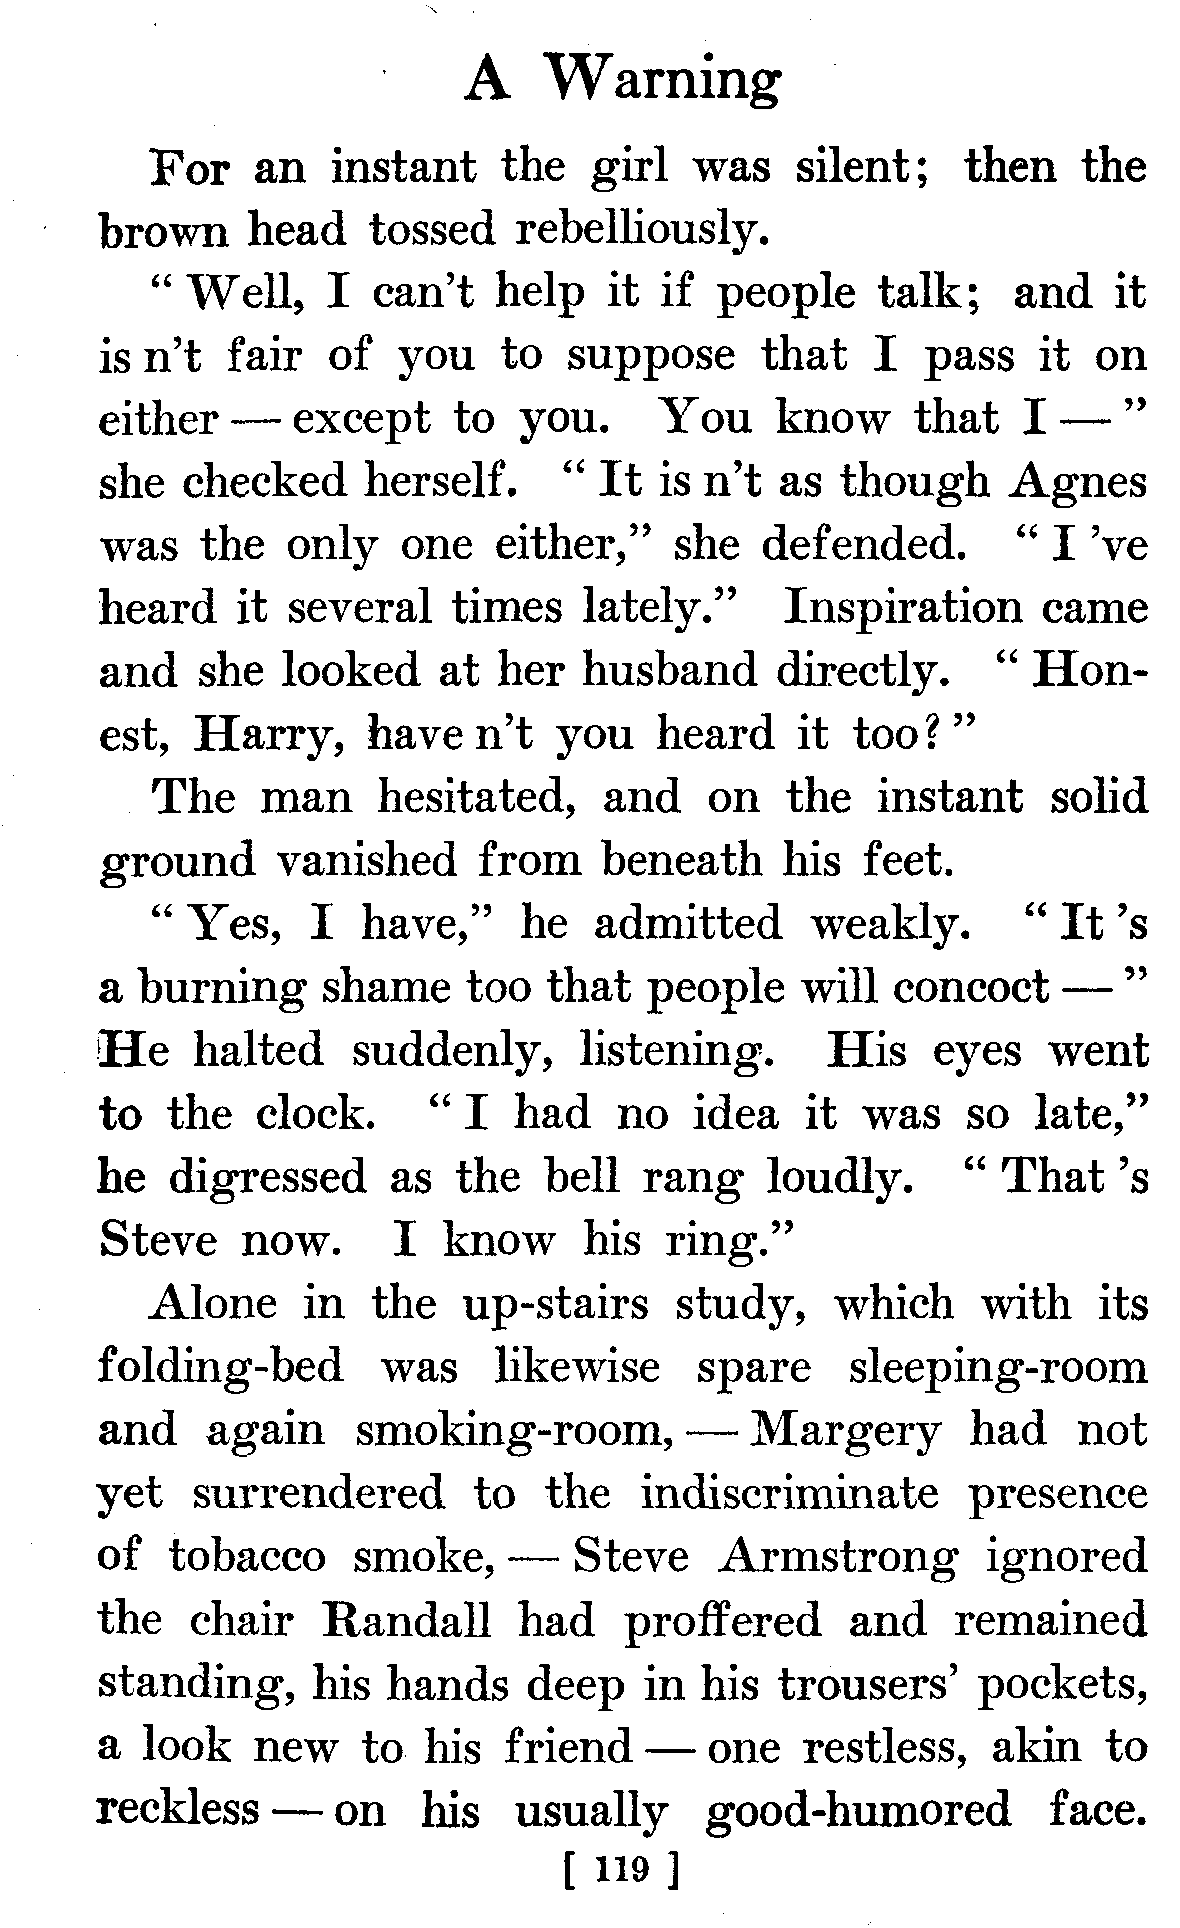 A Warning
For an instant the girl was silent; then the
brown head tossed rebelliously.
“ Well, I can’t help it if people talk; and it
is n’t fair of you to suppose that I pass it on
either — except to you. You know that I — ”
she checked herself. “ It is n’t as though Agnes
was the only one either,” she defended. “ I ’ve
heard it several times lately.” Inspiration came
and she looked at her husband directly. “ Hon-
est, Harry, have n’t you heard it too? ”
The man hesitated, and on the instant solid
ground vanished from beneath his feet.
“ Yes, I have,” he admitted weakly. “ It ’s
a burning shame too that people will concoct — ”
He halted suddenly, listening. His eyes went
to the clock. “ I had no idea it was so late,”
he digressed as the bell rang loudly. “ That ’s
Steve now. I know his ring.”
Alone in the up-stairs study, which with its
folding-bed was likewise spare sleeping-room
and again smoking-room, — Margery had not
yet surrendered to the indiscriminate presence
of tobacco smoke, — Steve Armstrong ignored
the chair Randall had proffered and remained
standing, his hands deep in his trousers’ pockets,
a look new to his friend — one restless, akin to
reckless — on his usually good-humored face.
[ 119 ]